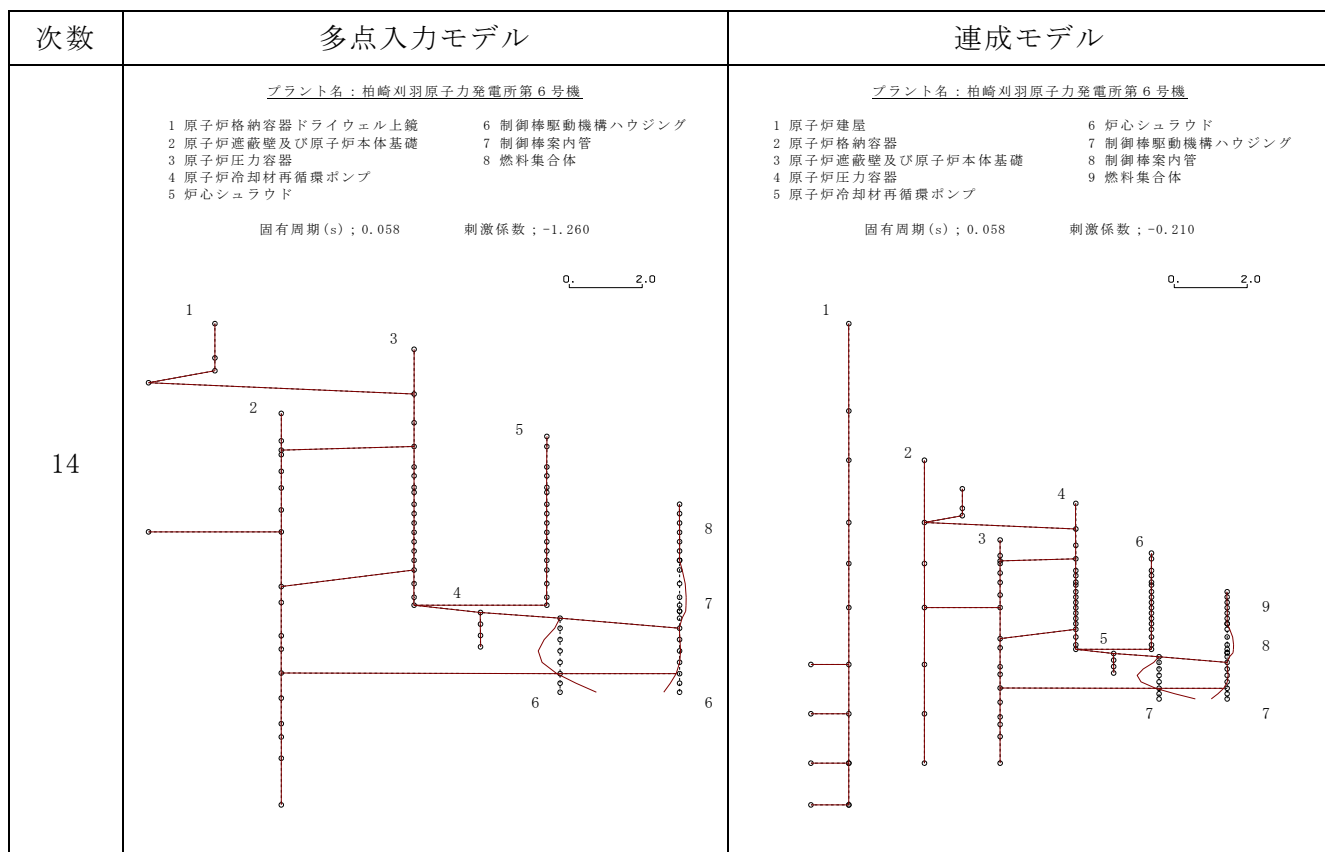 次数 多点入力モデル 連成モデル
14
プラント名：柏崎刈羽原子力発電所第６号機
1 原子炉格納容器ドライウェル上鏡
2 原子炉遮蔽壁及び原子炉本体基礎
3 原子炉圧力容器
4 原子炉冷却材再循環ポンプ
5 炉心シュラウド
6 制御棒駆動機構ハウジング
7 制御棒案内管
8 燃料集合体
固有周期(s)；0.058 刺激係数；-1.260
0. 2.0
1
3
2
5
8
4
7
6 6
プラント名：柏崎刈羽原子力発電所第６号機
1 原子炉建屋
2 原子炉格納容器
3 原子炉遮蔽壁及び原子炉本体基礎
4 原子炉圧力容器
5 原子炉冷却材再循環ポンプ
6 炉心シュラウド
7 制御棒駆動機構ハウジング
8 制御棒案内管
9 燃料集合体
固有周期(s)；0.058 刺激係数；-0.210
0. 2.0
1
2
4
3 6
9
5 8
7 7